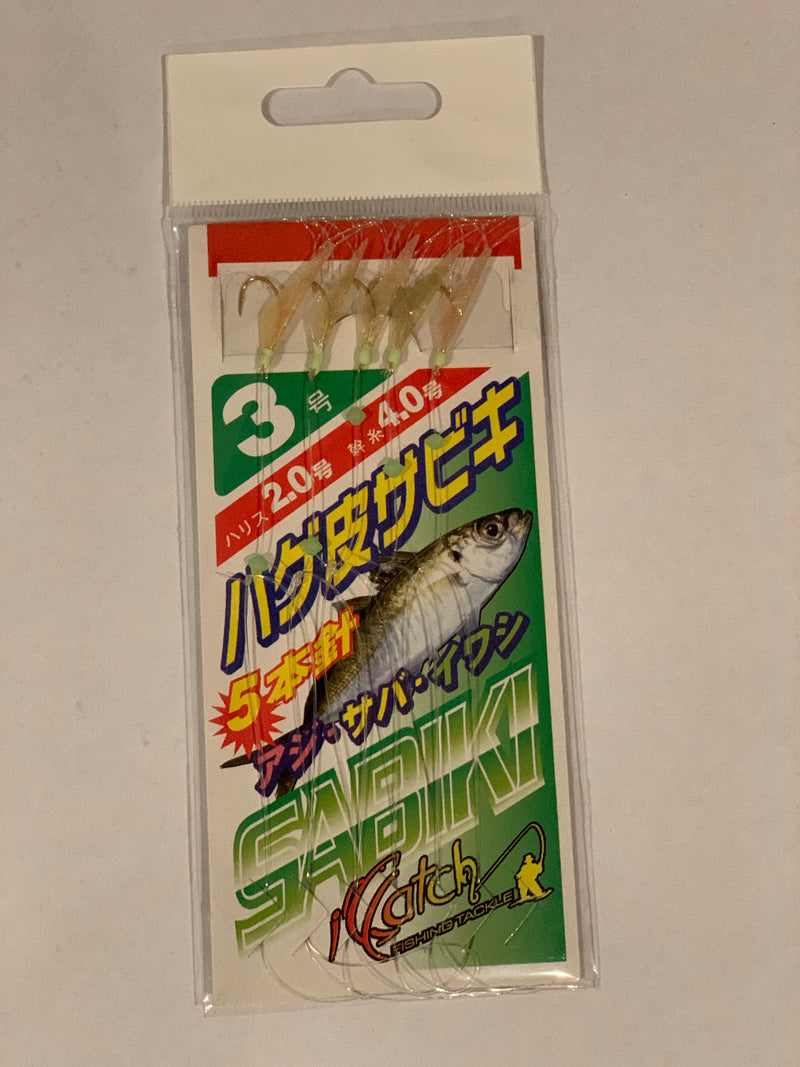 3号
ハリス2.0号 幹糸4.0号
ハゲ皮サビキ
5本針
アジ・サバ・イワシ
SABIKI
iCatch
FISHING TACKLE